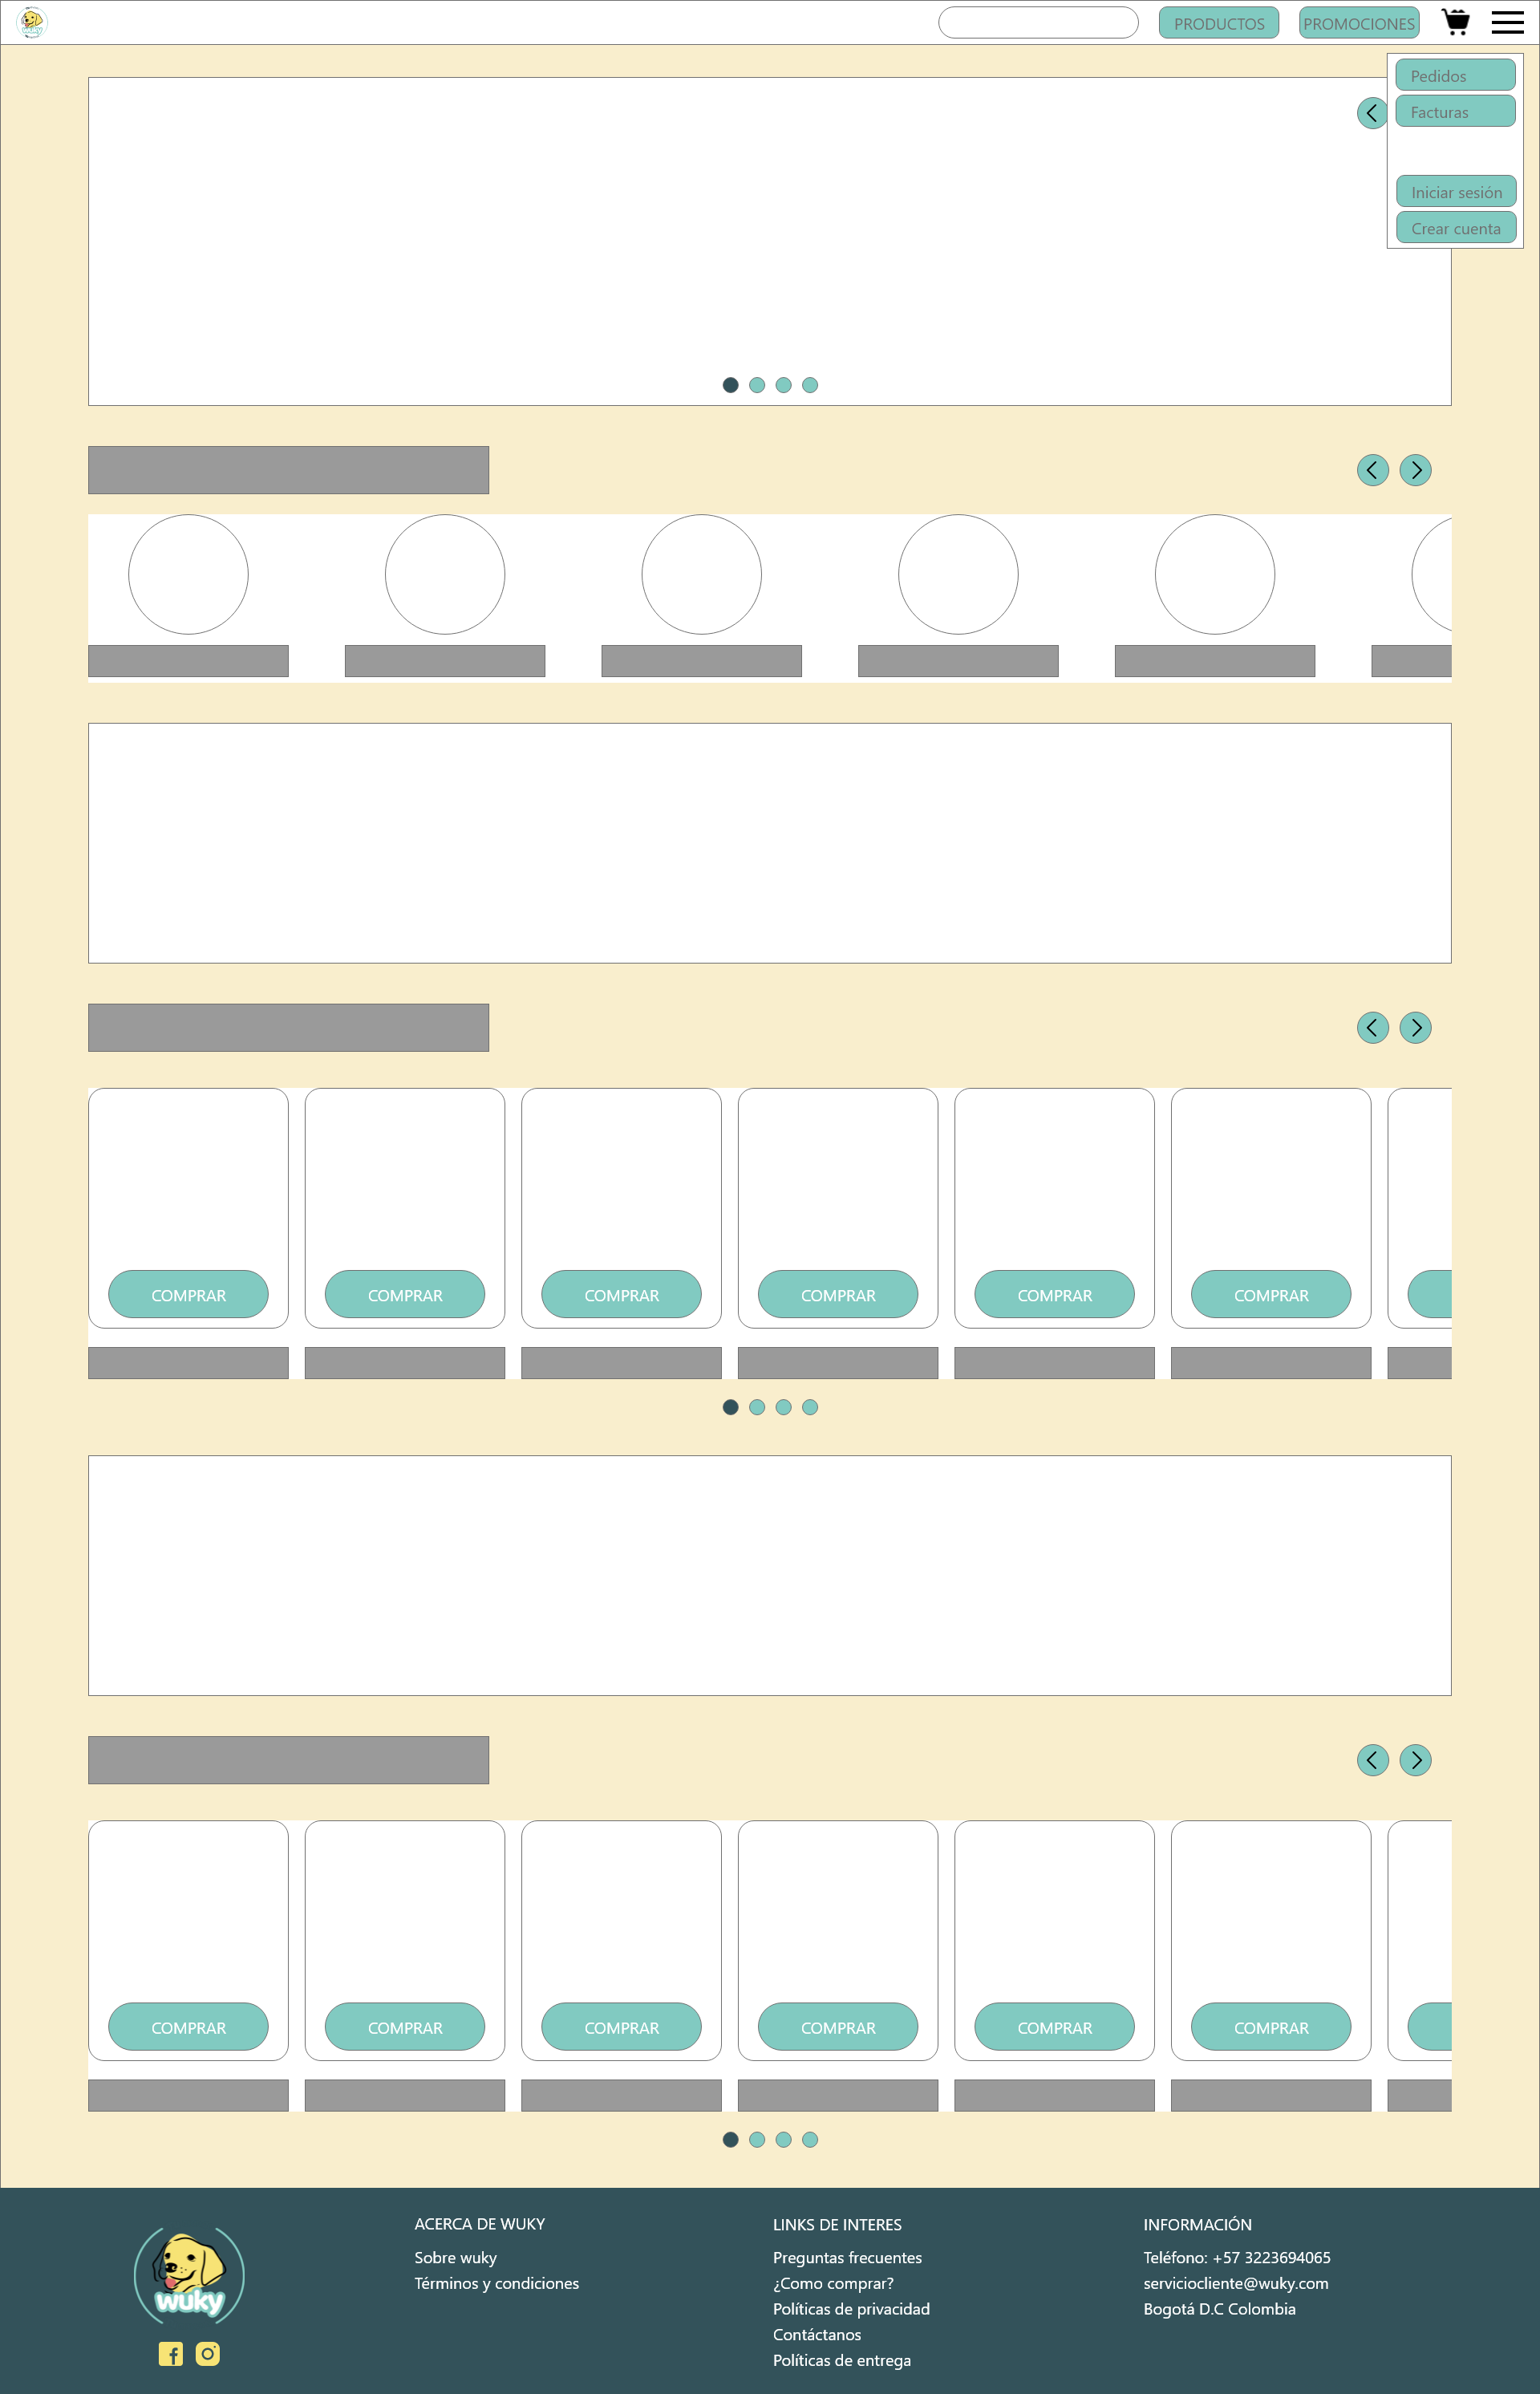 PRODUCTOS
PROMOCIONES
Pedidos
Facturas
Iniciar sesión
Crear cuenta
COMPRAR COMPRAR COMPRAR COMPRAR COMPRAR COMPRAR
COMPRAR COMPRAR COMPRAR COMPRAR COMPRAR COMPRAR
wuky
ACERCA DE WUKY
Sobre wuky
Términos y condiciones
LINKS DE INTERES
Preguntas frecuentes
¿Como comprar?
Políticas de privacidad
Contáctanos
Políticas de entrega
INFORMACIÓN
Teléfono: +57 3223694065
serviciocliente@wuky.com
Bogotá D.C Colombia